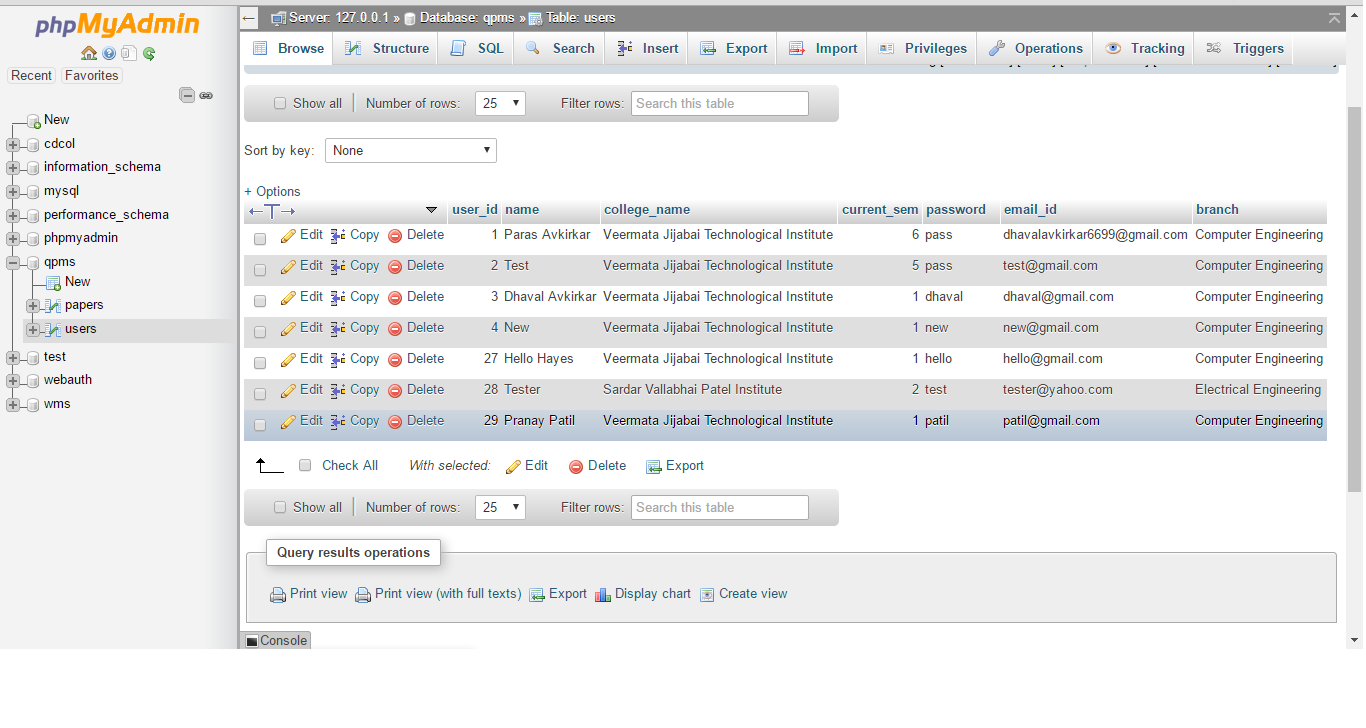 phpMyAdmin
Recent Favorites
New
cdcol
information_schema
mysql
performance_schema
phpmyadmin
qpms
New
papers
users
test
webauth
wms
Server: 127.0.0.1 » Database: qpms » Table: users
Browse Structure SQL Search Insert Export Import Privileges Operations Tracking Triggers
Show all Number of rows: 25 Filter rows: Search this table
Sort by key: None
+ Options
user_id name college_name current_sem password email_id branch
Edit Copy Delete 1 Paras Avkirkar Veermata Jijabai Technological Institute 6 pass dhavalavkirkar6699@gmail.com Computer Engineering
Edit Copy Delete 2 Test Veermata Jijabai Technological Institute 5 pass test@gmail.com Computer Engineering
Edit Copy Delete 3 Dhaval Avkirkar Veermata Jijabai Technological Institute 1 dhaval dhaval@gmail.com Computer Engineering
Edit Copy Delete 4 New Veermata Jijabai Technological Institute 1 new new@gmail.com Computer Engineering
Edit Copy Delete 27 Hello Hayes Veermata Jijabai Technological Institute 1 hello hello@gmail.com Computer Engineering
Edit Copy Delete 28 Tester Sardar Vallabhai Patel Institute 2 test tester@yahoo.com Electrical Engineering
Edit Copy Delete 29 Pranay Patil Veermata Jijabai Technological Institute 1 patil patil@gmail.com Computer Engineering
Check All With selected: Edit Delete Export
Show all Number of rows: 25 Filter rows: Search this table
Query results operations
Print view Print view (with full texts) Export Display chart Create view
Console